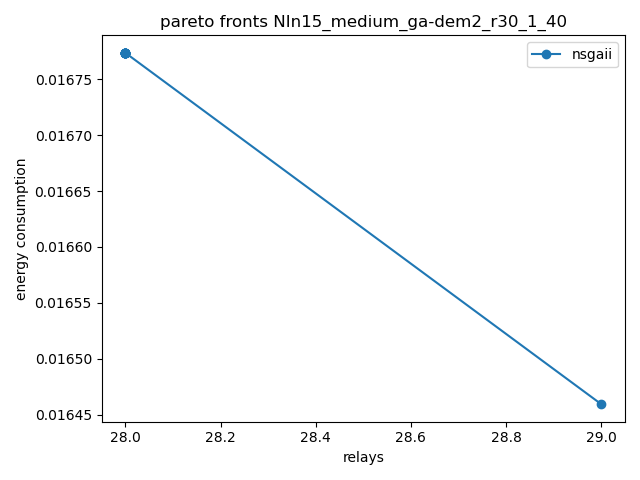 pareto fronts NIn15_medium_ga-dem2_r30_1_40
nsgaii
energy consumption
0.01675
0.01670
0.01665
0.01660
0.01655
0.01650
0.01645
28.0 28.2 28.4 28.6 28.8 29.0
relays